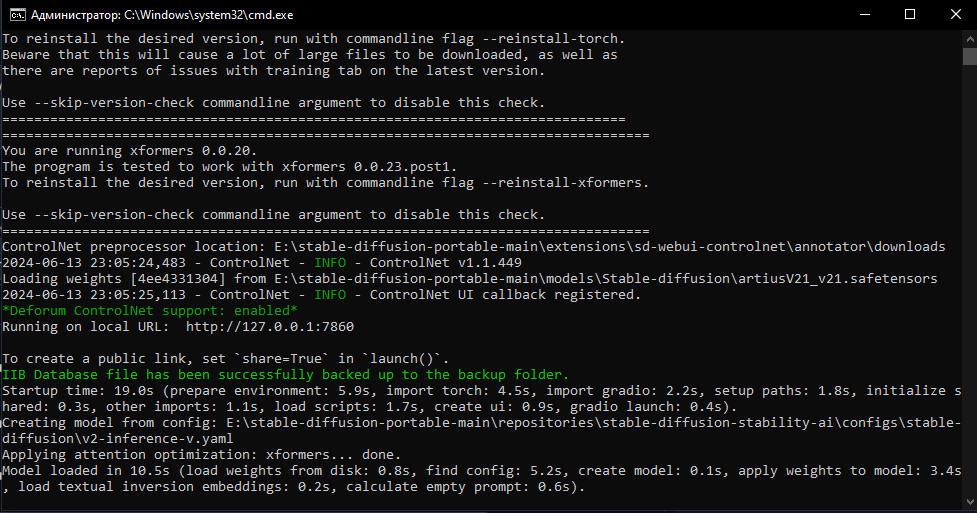 Администратор: C:\Windows\system32\cmd.exe
To reinstall the desired version, run with commandline flag --reinstall-torch.
Beware that this will cause a lot of large files to be downloaded, as well as
there are reports of issues with training tab on the latest version.
Use --skip-version-check commandline argument to disable this check.
==============================================================================
=================================================================================
You are running xformers 0.0.20.
The program is tested to work with xformers 0.0.23.post1.
To reinstall the desired version, run with commandline flag --reinstall-xformers.
Use --skip-version-check commandline argument to disable this check.
=================================================================================
ControlNet preprocessor location: E:\stable-diffusion-portable-main\extensions\sd-webui-controlnet\annotator\downloads
2024-06-13 23:05:24,483 - ControlNet - INFO - ControlNet v1.1.449
Loading weights [4ee4331304] from E:\stable-diffusion-portable-main\models\Stable-diffusion\artiusV21_v21.safetensors
2024-06-13 23:05:25,113 - ControlNet - INFO - ControlNet UI callback registered.
*Deforum ControlNet support: enabled*
Running on local URL:  http://127.0.0.1:7860
To create a public link, set `share=True` in `launch()`.
IIB Database file has been successfully backed up to the backup folder.
Startup time: 19.0s (prepare environment: 5.9s, import torch: 4.5s, import gradio: 2.2s, setup paths: 1.8s, initialize s
hared: 0.3s, other imports: 1.1s, load scripts: 1.7s, create ui: 0.9s, gradio launch: 0.4s).
Creating model from config: E:\stable-diffusion-portable-main\repositories\stable-diffusion-stability-ai\configs\stable-
diffusion\v2-inference-v.yaml
Applying attention optimization: xformers... done.
Model loaded in 10.5s (load weights from disk: 0.8s, find config: 5.2s, create model: 0.1s, apply weights to model: 3.4s
, load textual inversion embeddings: 0.2s, calculate empty prompt: 0.6s).